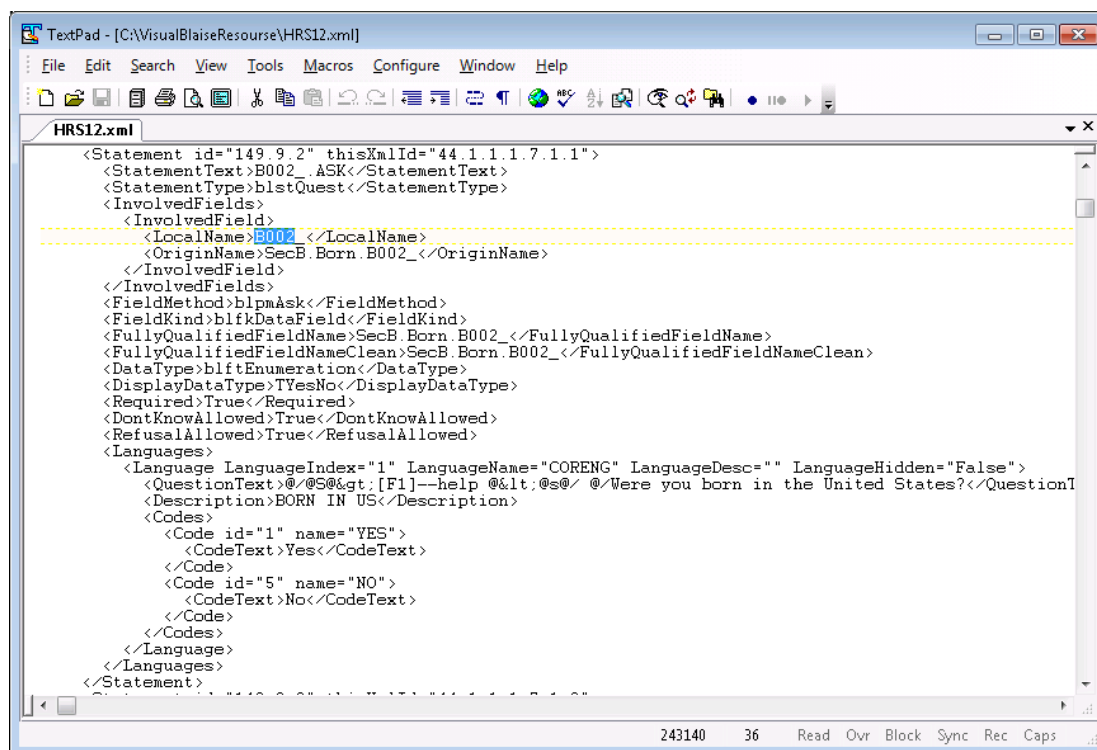 TextPad - [C:\VisualBlaiseResourse\HRS12.xml]
File Edit Search View Tools Macros Configure Window Help
HRS12.xml
<Statement id="149.9.2" thisXmlId="44.1.1.1.7.1.1">
<StatementText>B002_.ASK</StatementText>
<StatementType>blstQuest</StatementType>
<InvolvedFields>
<InvolvedField>
<LocalName>B002_</LocalName>
<OriginName>SecB.Born.B002_</OriginName>
</InvolvedField>
</InvolvedFields>
<FieldMethod>blpmAsk</FieldMethod>
<FieldKind>blfkDataField</FieldKind>
<FullyQualifiedFieldName>SecB.Born.B002_</FullyQualifiedFieldName>
<FullyQualifiedFieldNameClean>SecB.Born.B002_</FullyQualifiedFieldNameClean>
<DataType>blftEnumeration</DataType>
<DisplayDataType>TYesNo</DisplayDataType>
<Required>True</Required>
<DontKnowAllowed>True</DontKnowAllowed>
<RefusalAllowed>True</RefusalAllowed>
<Languages>
<Language LanguageIndex="1" LanguageName="CORENG" LanguageDesc="" LanguageHidden="False">
<QuestionText>@/@S@&gt;[F1]--help @&lt;@s@/ @/Were you born in the United States?</QuestionT
<Description>BORN IN US</Description>
<Codes>
<Code id="1" name="YES">
<CodeText>Yes</CodeText>
</Code>
<Code id="5" name="NO">
<CodeText>No</CodeText>
</Code>
</Codes>
</Language>
</Languages>
</Statement>
243140 36 Read Ovr Block Sync Rec Caps